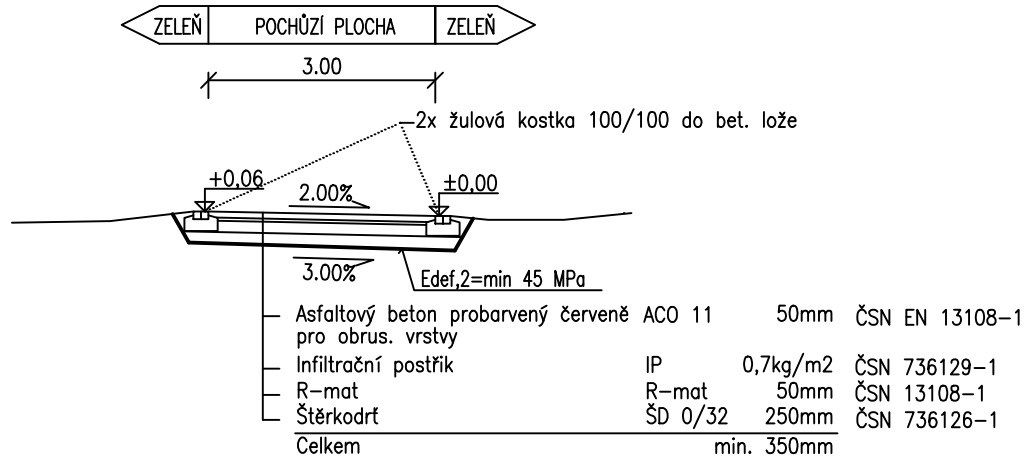 ZELEŇ POCHŮZÍ PLOCHA ZELEŇ
3.00
2x žulová kostka 100/100 do bet. lože
+0,06 2.00% ±0,00
3.00% Edef,2=min 45 MPa
Asfaltový beton probarvený červeně ACO 11 50mm ČSN EN 13108-1
pro obrus. vrstvy
Infiltrační postřik IP 0,7kg/m2 ČSN 736129-1
R-mat R-mat 50mm ČSN 13108-1
Štěrkodrť ŠD 0/32 250mm ČSN 736126-1
Celkem min. 350mm